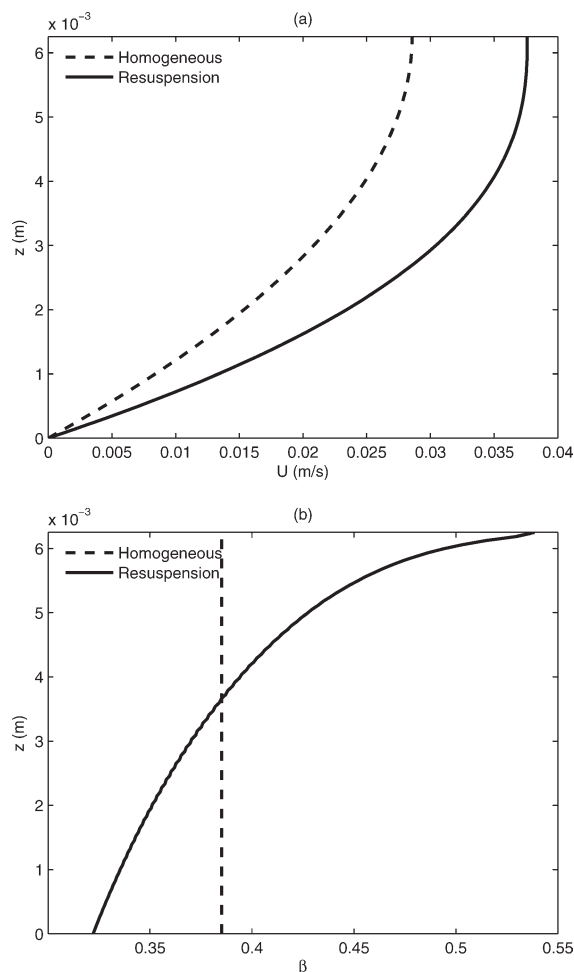 (a)
x 10⁻³
Homogeneous
Resuspension
6
5
4
3
2
1
0
z (m)
0 0.005 0.01 0.015 0.02 0.025 0.03 0.035 0.04
U (m/s)
(b)
x 10⁻³
Homogeneous
Resuspension
6
5
4
3
2
1
0
z (m)
0.35 0.4 0.45 0.5 0.55
β